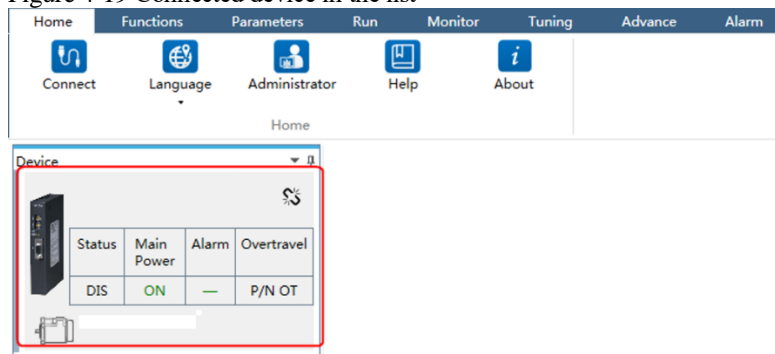 Figure 4-19 Connected device in the list
Home Functions Parameters Run Monitor Tuning Advance Alarm
Connect Language Administrator Help About
Home
Device
Status Main Power Alarm Overtravel
DIS ON — P/N OT